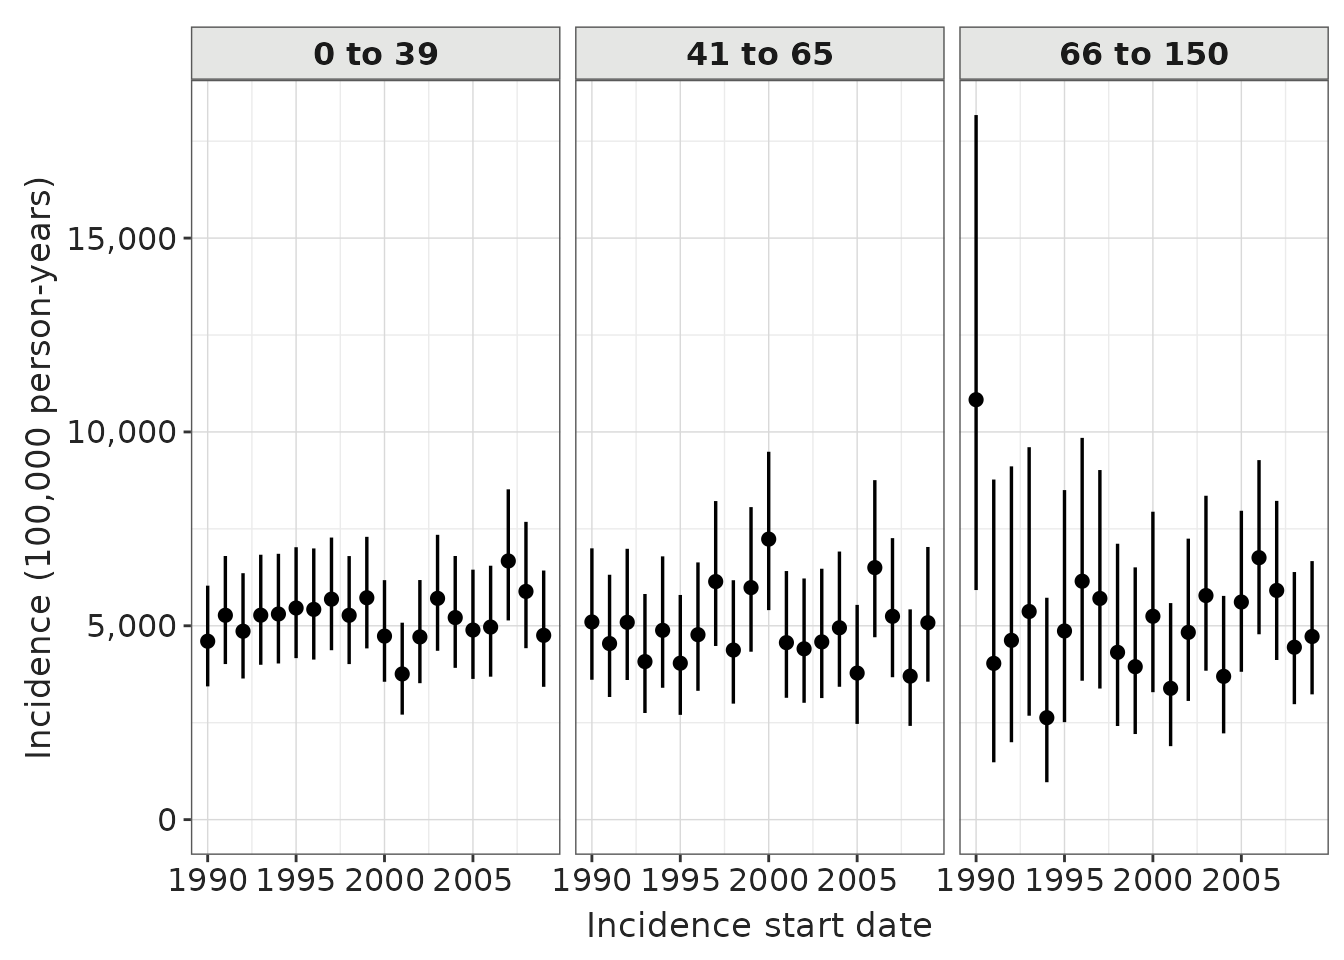 0 to 39 41 to 65 66 to 150
Incidence (100,000 person-years)
15,000
10,000
5,000
0
1990 1995 2000 2005 1990 1995 2000 2005 1990 1995 2000 2005
Incidence start date